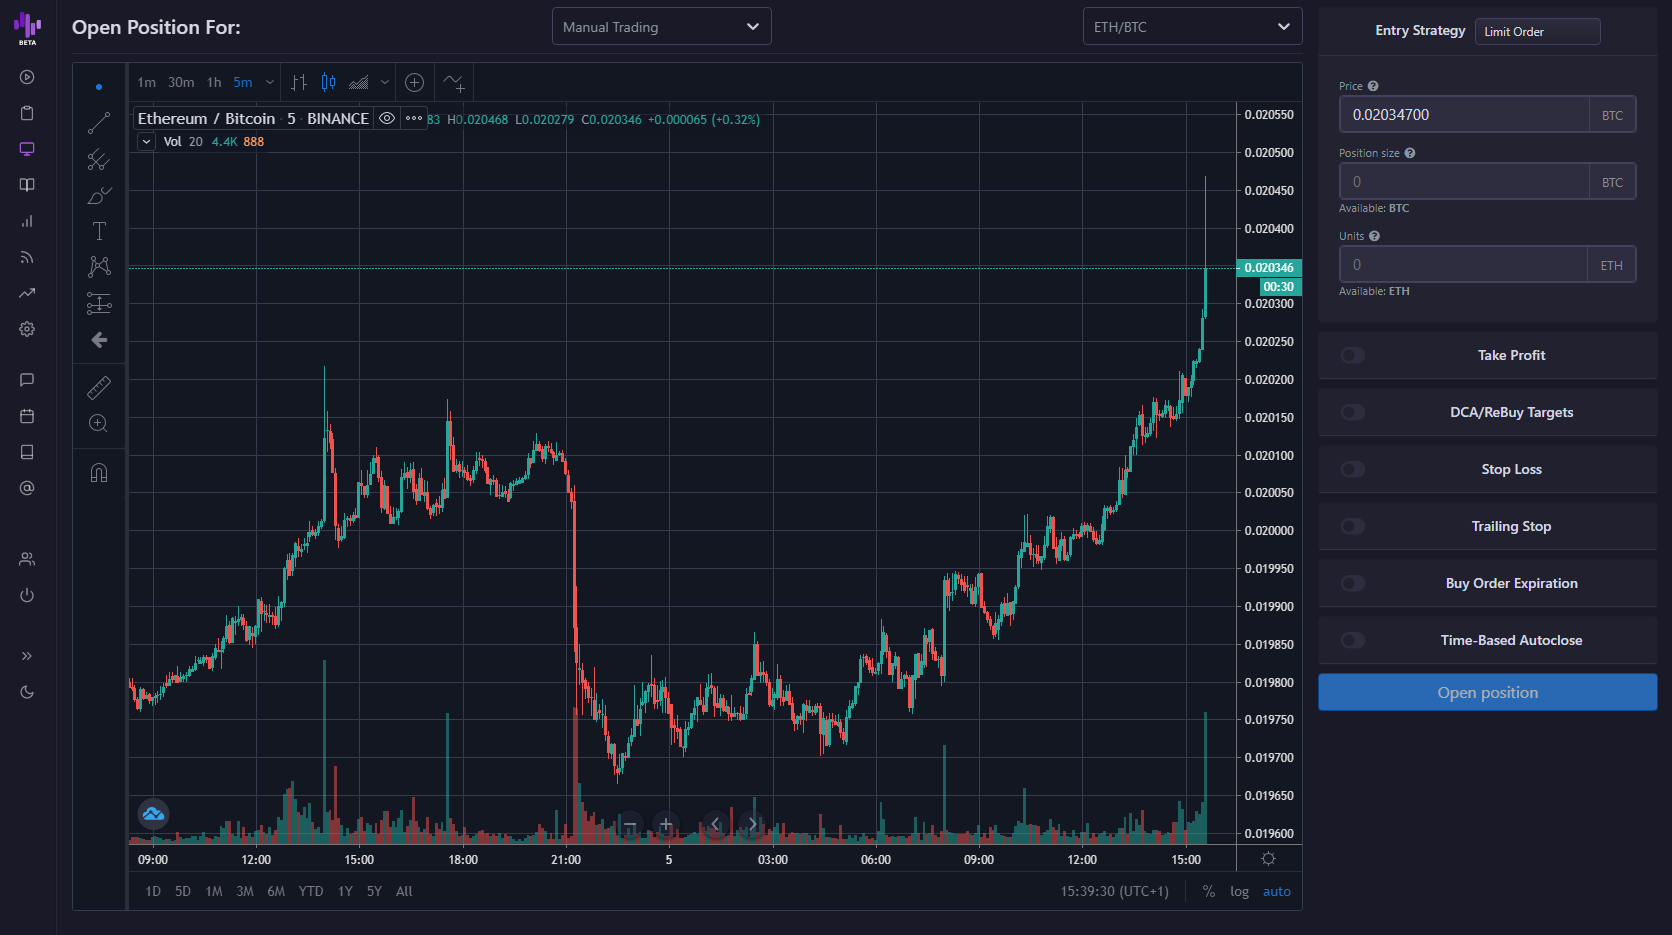 BETA
Open Position For:
Manual Trading
ETH/BTC
Entry Strategy
Limit Order
1m 30m 1h 5m
Ethereum / Bitcoin · 5 · BINANCE
83 H0.020468 L0.020279 C0.020346 +0.000065 (+0.32%)
Vol 20 4.4K 888
0.020550
0.020500
0.020450
0.020400
0.020346
00:30
0.020300
0.020250
0.020200
0.020150
0.020100
0.020050
0.020000
0.019950
0.019900
0.019850
0.019800
0.019750
0.019700
0.019650
0.019600
09:00 12:00 15:00 18:00 21:00 5 03:00 06:00 09:00 12:00 15:00
1D 5D 1M 3M 6M YTD 1Y 5Y All
15:39:30 (UTC+1) % log auto
Price
0.02034700 BTC
Position size
0 BTC
Available: BTC
Units
0 ETH
Available: ETH
Take Profit
DCA/ReBuy Targets
Stop Loss
Trailing Stop
Buy Order Expiration
Time-Based Autoclose
Open position